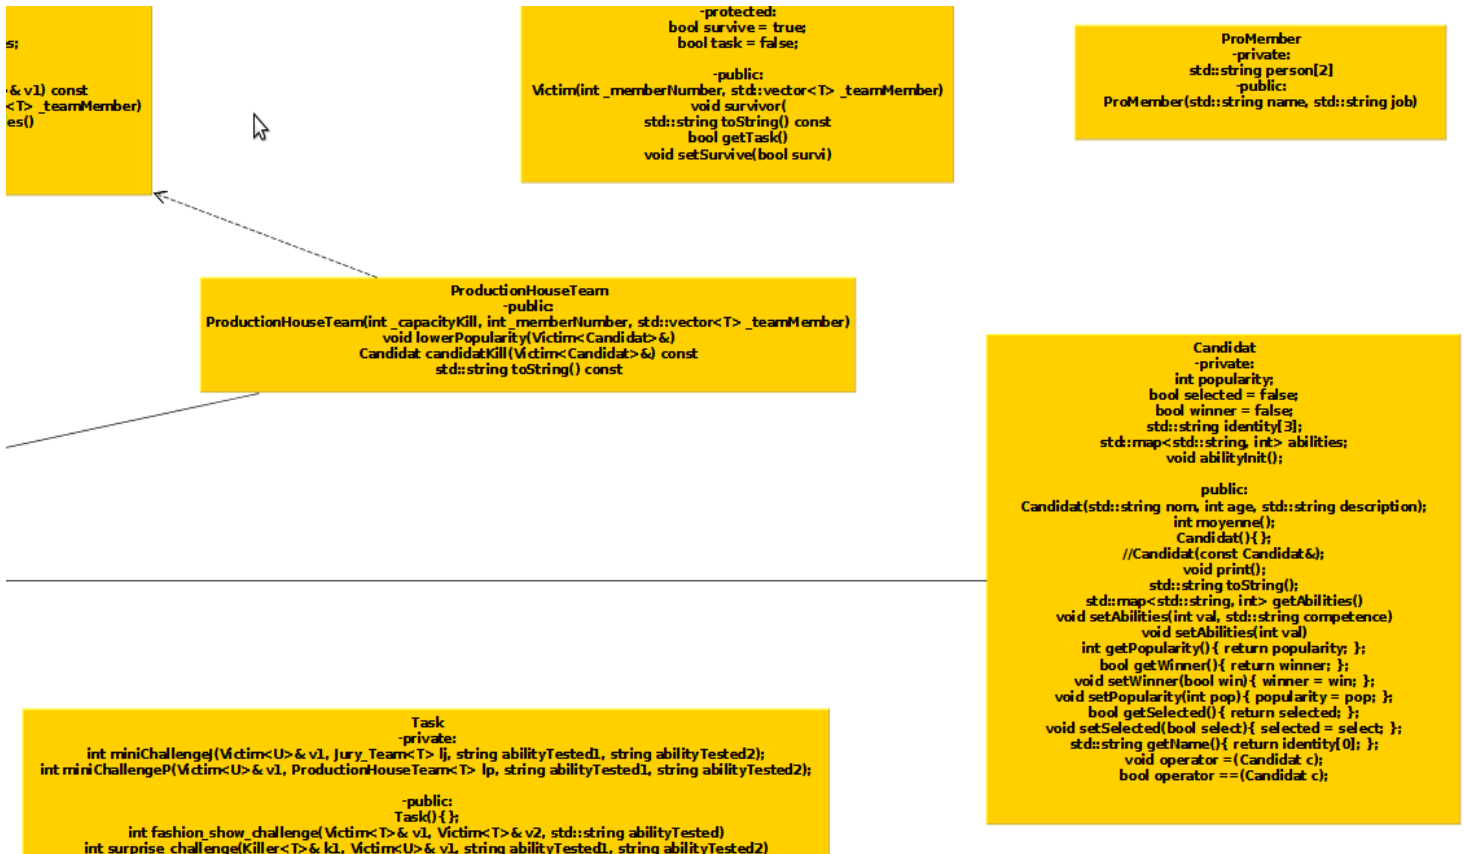 es;
& v1) const
<T> _teamMember)
es()
-protected:
bool survive = true;
bool task = false;
-public:
Victim(int _memberNumber, std::vector<T> _teamMember)
void survivor(
std::string toString() const
bool getTask()
void setSurvive(bool survi)
ProMember
-private:
std::string person[2]
-public:
ProMember(std::string name, std::string job)
ProductionHouseTeam
-public:
ProductionHouseTeam(int _capacityKill, int _memberNumber, std::vector<T> _teamMember)
void lowerPopularity(Victim<Candidat>&)
Candidat candidatKill(Victim<Candidat>&) const
std::string toString() const
Candidat
-private:
int popularity;
bool selected = false;
bool winner = false;
std::string identity[3];
std::map<std::string, int> abilities;
void abilityInit();
public:
Candidat(std::string nom, int age, std::string description);
int moyenne();
Candidat(){};
//Candidat(const Candidat&);
void print();
std::string toString();
std::map<std::string, int> getAbilities()
void setAbilities(int val, std::string competence)
void setAbilities(int val)
int getPopularity(){ return popularity; };
bool getWinner(){ return winner; };
void setWinner(bool win){ winner = win; };
void setPopularity(int pop){ popularity = pop; };
bool getSelected(){ return selected; };
void setSelected(bool select){ selected = select; };
std::string getName(){ return identity[0]; };
void operator =(Candidat c);
bool operator ==(Candidat c);
Task
-private:
int miniChallengeJ(Victim<U>& v1, Jury_Team<T> lj, string abilityTested1, string abilityTested2);
int miniChallengeP(Victim<U>& v1, ProductionHouseTeam<T> lp, string abilityTested1, string abilityTested2);
-public:
Task(){};
int fashion_show_challenge(Victim<T>& v1, Victim<T>& v2, std::string abilityTested)
int surprise_challenge(Killer<T>& k1, Victim<U>& v1, string abilityTested1, string abilityTested2)